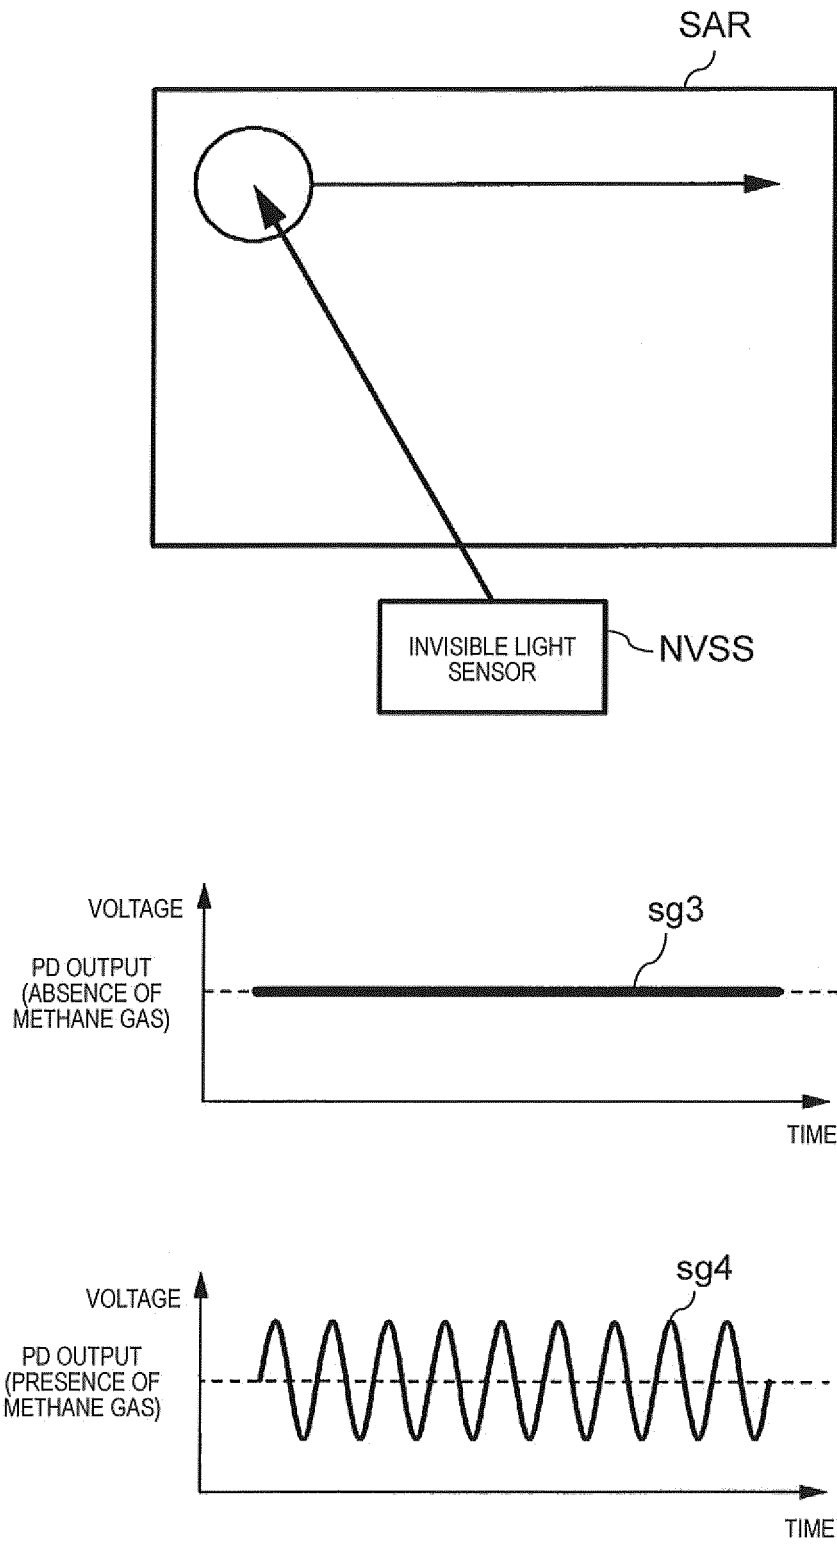 SAR
INVISIBLE LIGHT
SENSOR
NVSS
VOLTAGE
sg3
PD OUTPUT
(ABSENCE OF
METHANE GAS)
TIME
sg4
VOLTAGE
PD OUTPUT
(PRESENCE OF
METHANE GAS)
TIME